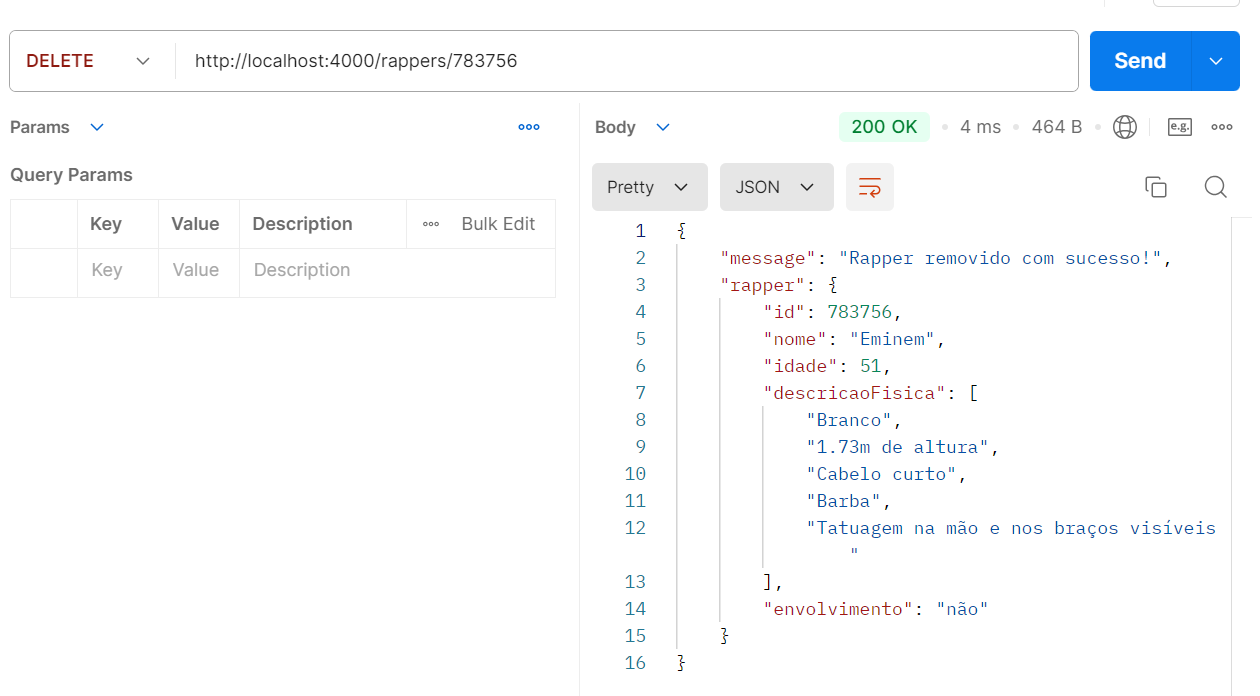 DELETE http://localhost:4000/rappers/783756 Send
Params
Query Params
Key Value Description Bulk Edit
Key Value Description
Body 200 OK 4 ms 464 B e.g.
Pretty JSON
1 {
2 "message": "Rapper removido com sucesso!",
3 "rapper": {
4 "id": 783756,
5 "nome": "Eminem",
6 "idade": 51,
7 "descricaoFisica": [
8 "Branco",
9 "1.73m de altura",
10 "Cabelo curto",
11 "Barba",
12 "Tatuagem na mão e nos braços visíveis
"
13 ],
14 "envolvimento": "não"
15 }
16 }